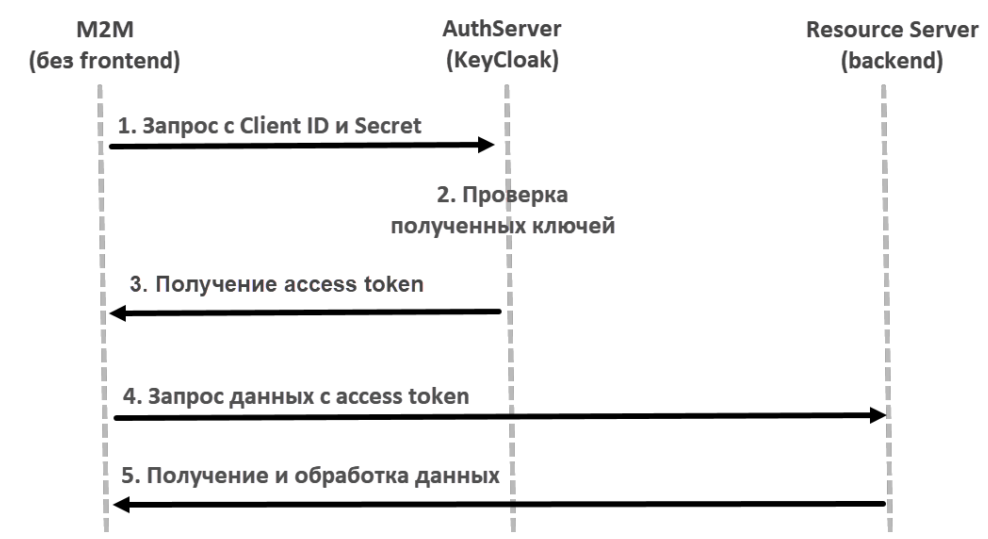 M2M
(без frontend)
AuthServer
(KeyCloak)
Resource Server
(backend)
1. Запрос с Client ID и Secret
2. Проверка
полученных ключей
3. Получение access token
4. Запрос данных с access token
5. Получение и обработка данных